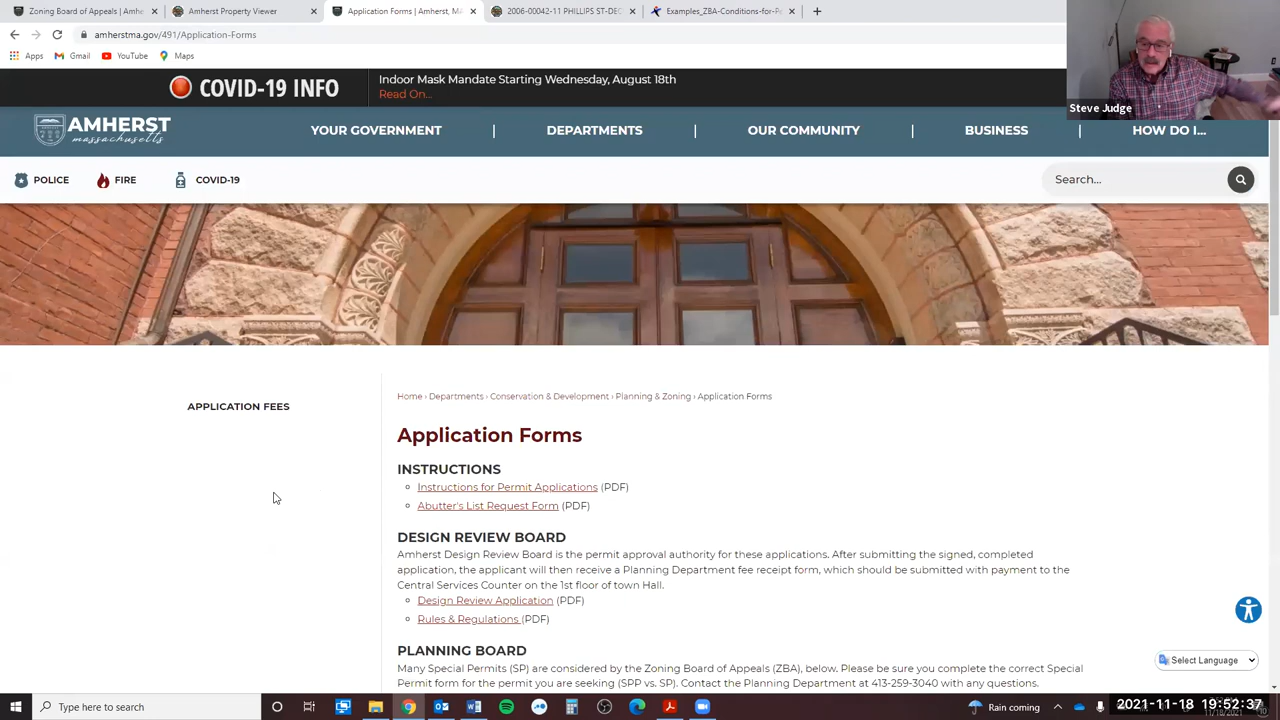 Zoning Board of Appeals | Amhe
Amherst Property Viewer
Application Forms | Amherst, MA
2006-00042-11 PHILLIPS ST-DEC
Examples_ZBA-Conditions-for-Re
amherstma.gov/491/Application-Forms
Apps
Gmail
YouTube
Maps
COVID-19 INFO
Indoor Mask Mandate Starting Wednesday, August 18th
Read On...
Steve Judge
AMHERST
massachusetts
YOUR GOVERNMENT
DEPARTMENTS
OUR COMMUNITY
BUSINESS
HOW DO I...
POLICE
FIRE
COVID-19
Search...
APPLICATION FEES
Home › Departments › Conservation & Development › Planning & Zoning › Application Forms
Application Forms
INSTRUCTIONS
Instructions for Permit Applications (PDF)
Abutter's List Request Form (PDF)
DESIGN REVIEW BOARD
Amherst Design Review Board is the permit approval authority for these applications. After submitting the signed, completed
application, the applicant will then receive a Planning Department fee receipt form, which should be submitted with payment to the
Central Services Counter on the 1st floor of town Hall.
Design Review Application (PDF)
Rules & Regulations (PDF)
PLANNING BOARD
Many Special Permits (SP) are considered by the Zoning Board of Appeals (ZBA), below. Please be sure you complete the correct Special
Permit form for the permit you are seeking (SPP vs. SP). Contact the Planning Department at 413-259-3040 with any questions.
Select Language
Type here to search
Rain coming
2021-11-18 19:52:37